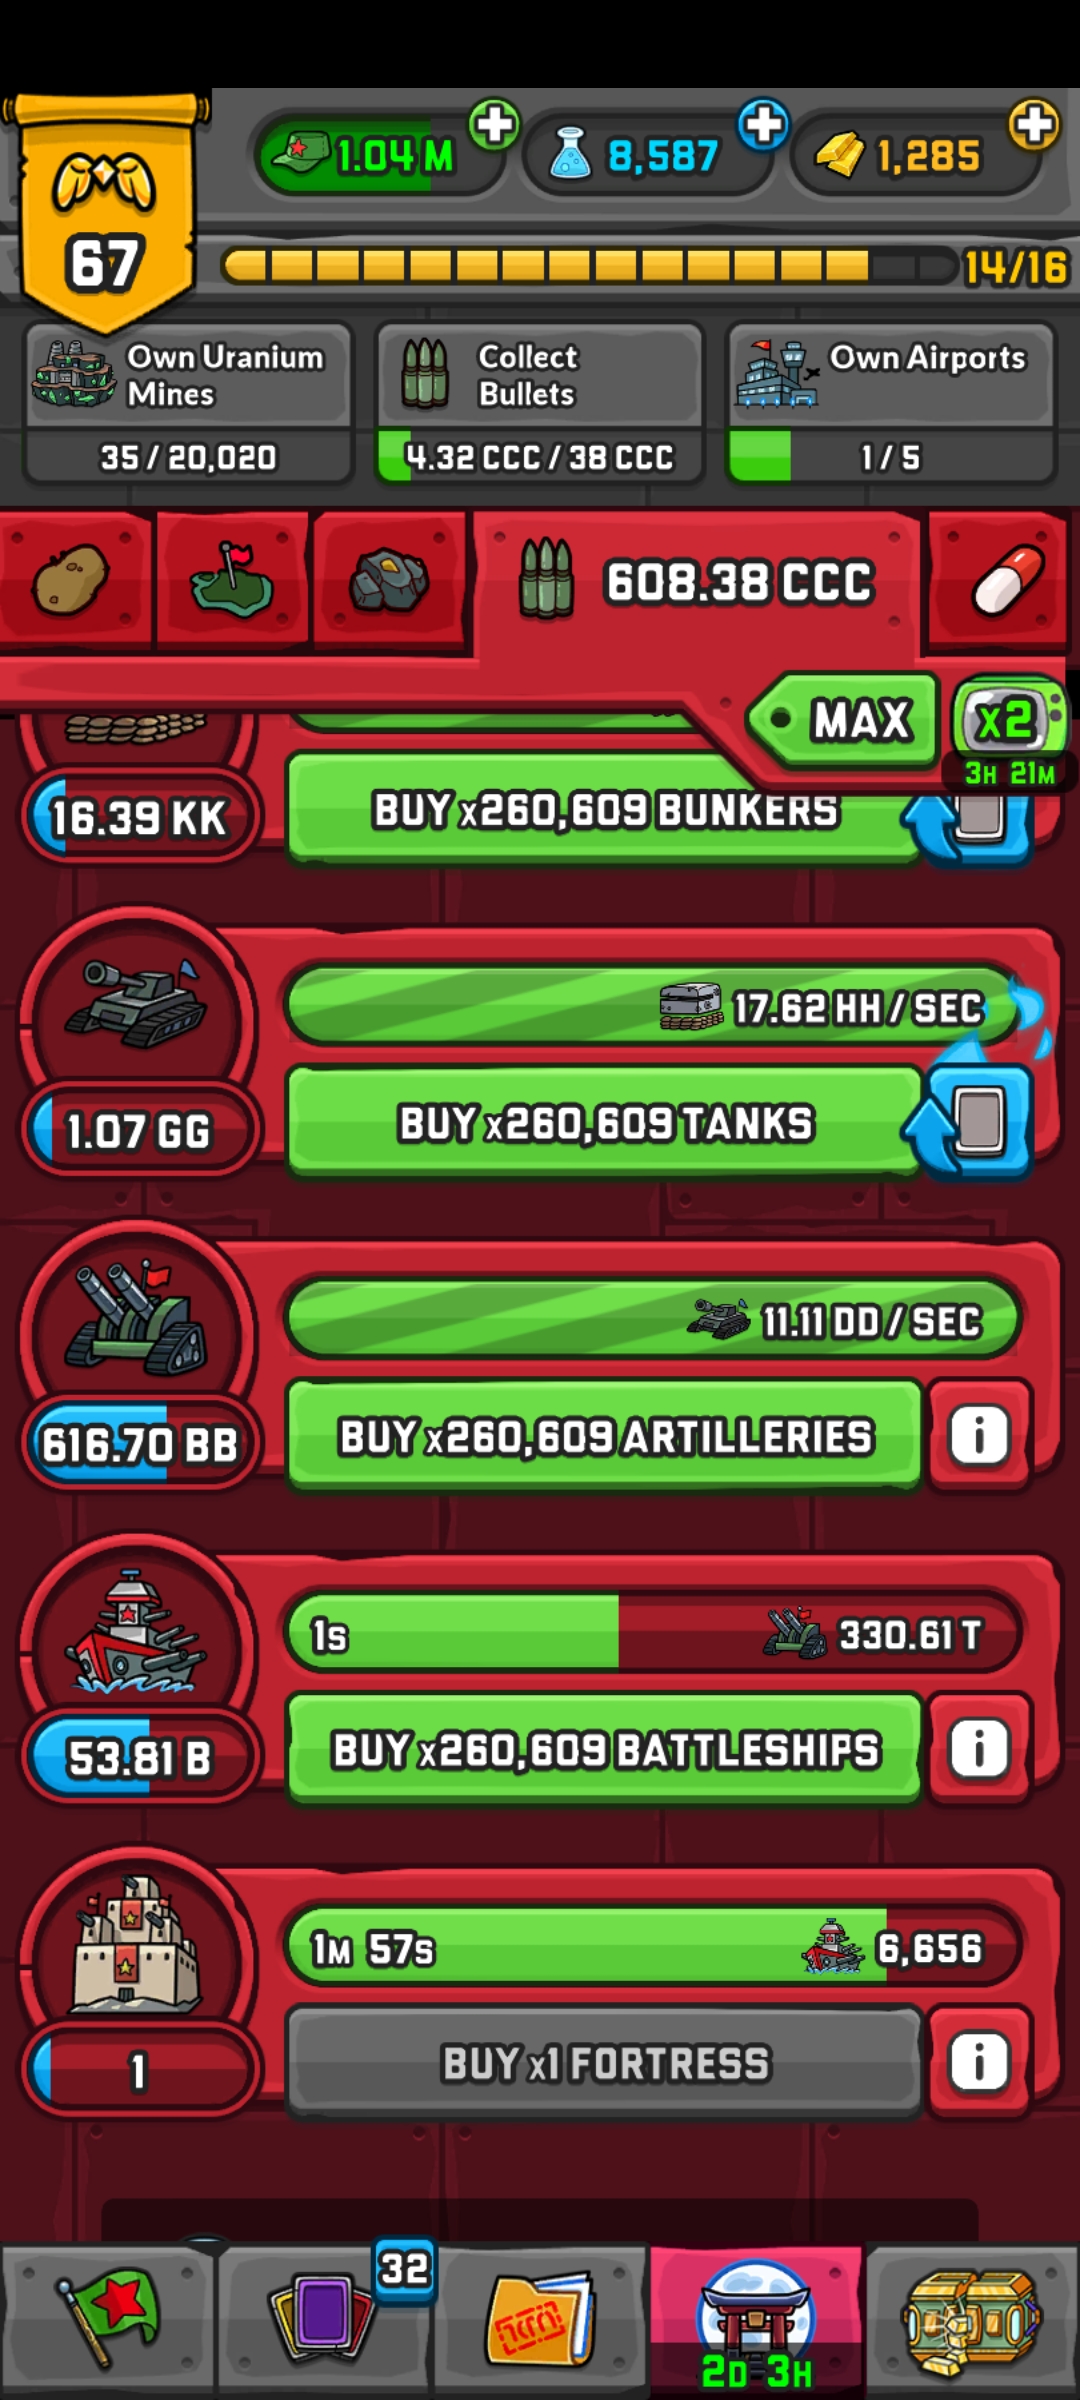 1.04 M
8,587
1,285
67
14/16
Own Uranium
Mines
Collect
Bullets
Own Airports
35 / 20,020
4.32 CCC / 38 CCC
1 / 5
608.38 CCC
MAX
x2
3H 21M
16.39 KK
BUY x260,609 BUNKERS
17.62 HH / SEC
1.07 GG
BUY x260,609 TANKS
11.11 DD / SEC
616.70 BB
BUY x260,609 ARTILLERIES
i
1s
330.61 T
53.81 B
BUY x260,609 BATTLESHIPS
i
1M 57s
6,656
1
BUY x1 FORTRESS
i
32
2D 3H